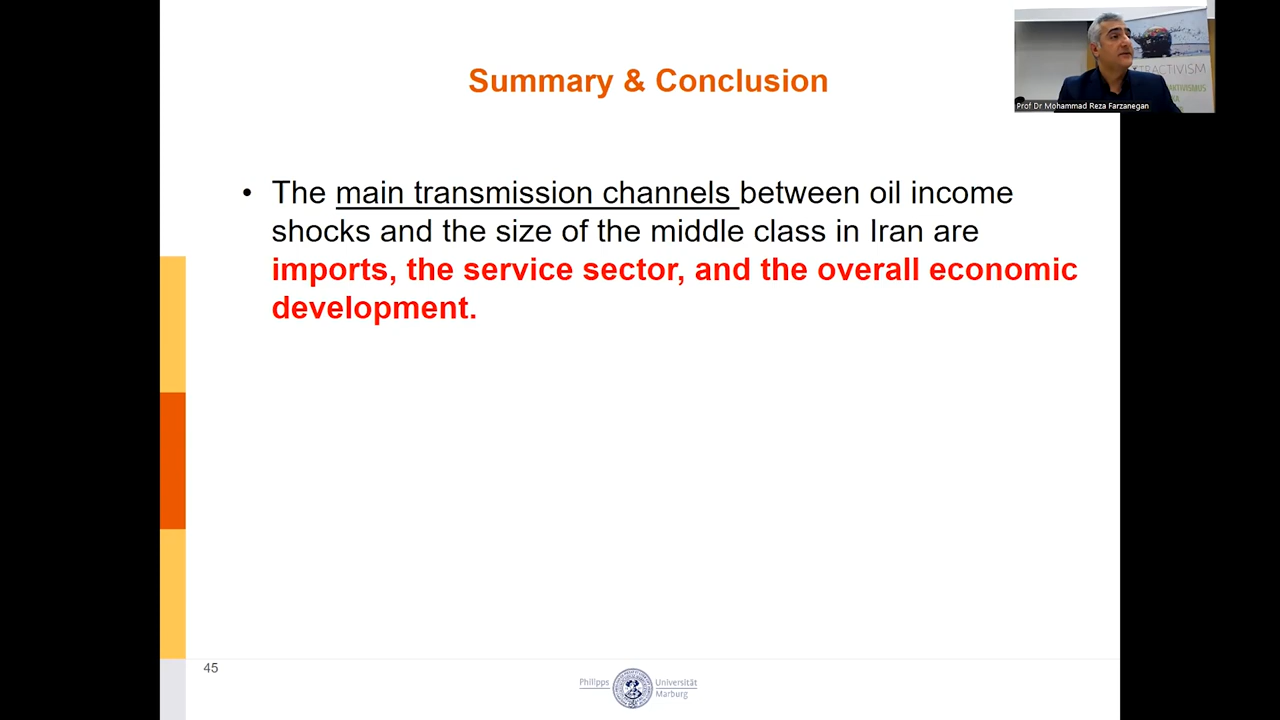 Summary & Conclusion
• The main transmission channels between oil income
shocks and the size of the middle class in Iran are
imports, the service sector, and the overall economic
development.
TRACTIVISM
Prof Dr Mohammad Reza Farzanegan
45
Philipps
Universität
Marburg